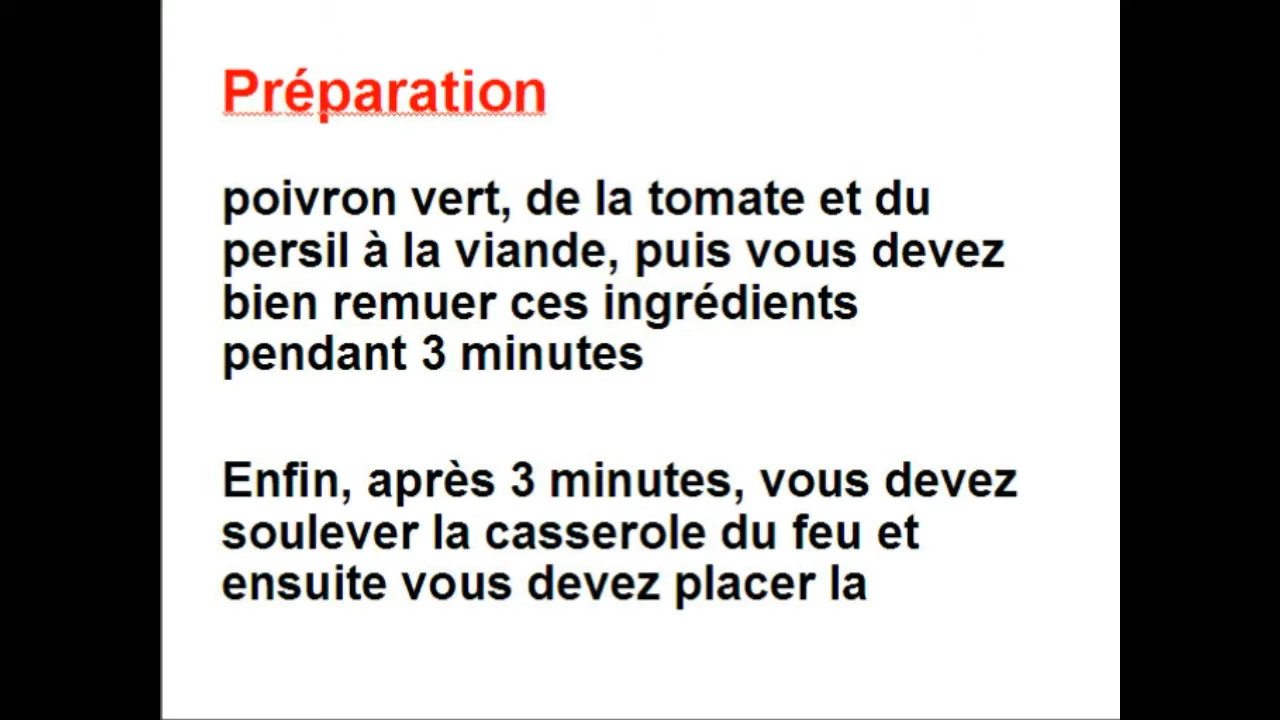 Préparation
poivron vert, de la tomate et du
persil à la viande, puis vous devez
bien remuer ces ingrédients
pendant 3 minutes
Enfin, après 3 minutes, vous devez
soulever la casserole du feu et
ensuite vous devez placer la